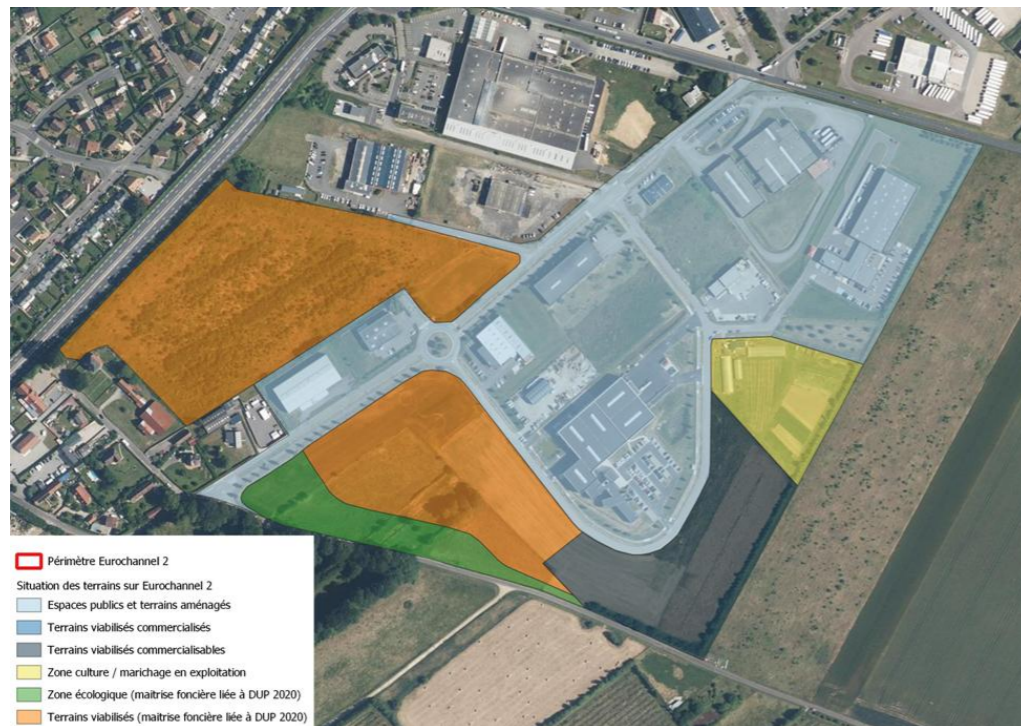 Périmètre Eurochannel 2
Situation des terrains sur Eurochannel 2
Espaces publics et terrains aménagés
Terrains viabilisés commercialisés
Terrains viabilisés commercialisables
Zone culture / marichage en exploitation
Zone écologique (maitrise foncière liée à DUP 2020)
Terrains viabilisés (maitrise foncière liée à DUP 2020)